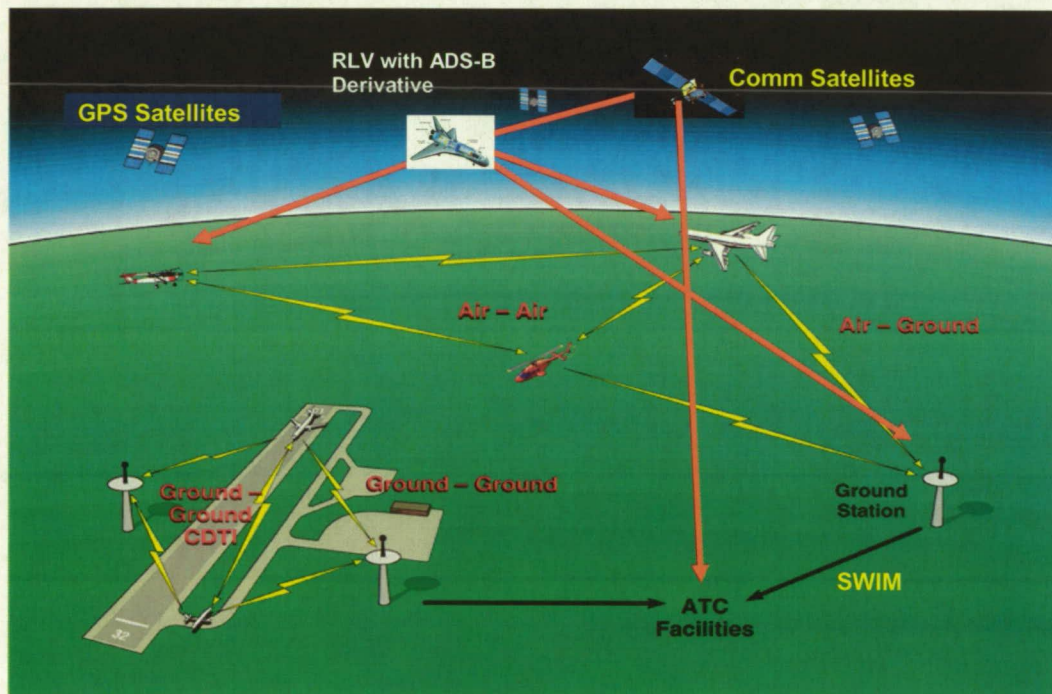 RLV with ADS-B
Derivative
Comm Satellites
GPS Satellites
Air – Air
Air – Ground
Ground –
Ground
CDTI
Ground – Ground
Ground
Station
SWIM
ATC
Facilities
32